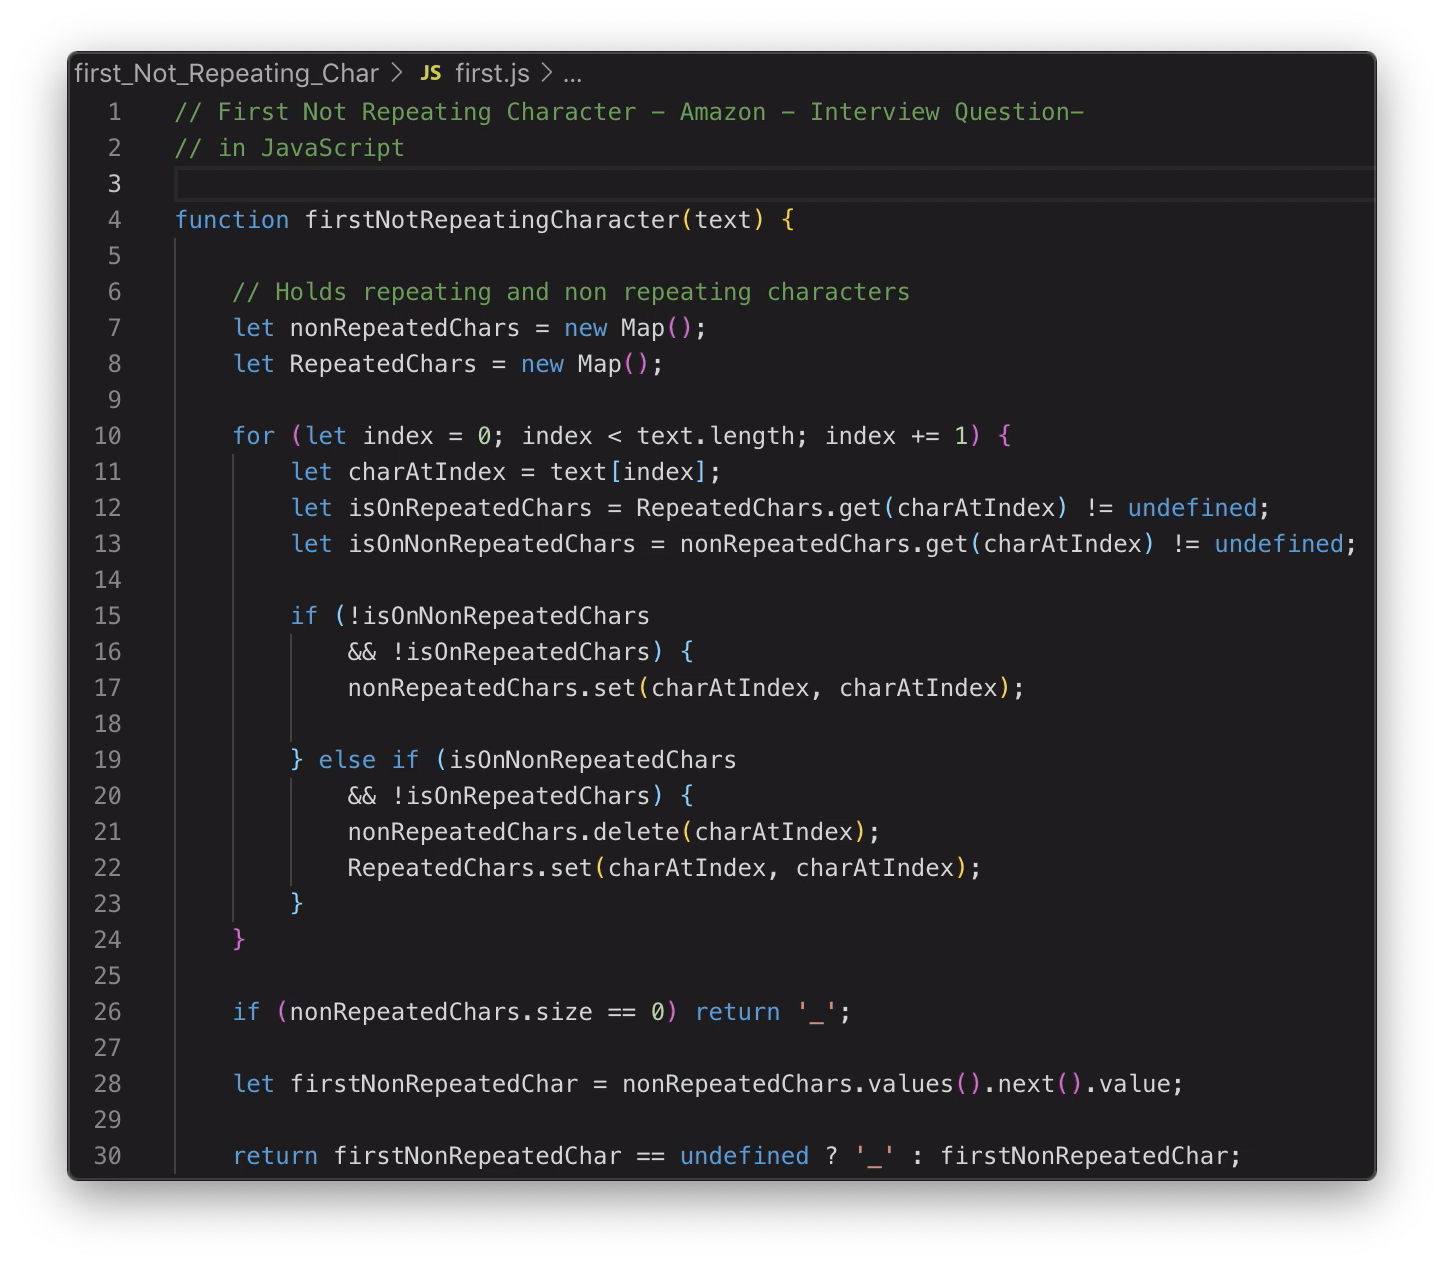 first_Not_Repeating_Char > JS first.js > ...
1 // First Not Repeating Character – Amazon – Interview Question–
2 // in JavaScript
3
4 function firstNotRepeatingCharacter(text) {
5
6     // Holds repeating and non repeating characters
7     let nonRepeatedChars = new Map();
8     let RepeatedChars = new Map();
9
10     for (let index = 0; index < text.length; index += 1) {
11         let charAtIndex = text[index];
12         let isOnRepeatedChars = RepeatedChars.get(charAtIndex) != undefined;
13         let isOnNonRepeatedChars = nonRepeatedChars.get(charAtIndex) != undefined;
14
15         if (!isOnNonRepeatedChars
16             && !isOnRepeatedChars) {
17             nonRepeatedChars.set(charAtIndex, charAtIndex);
18
19         } else if (isOnNonRepeatedChars
20             && !isOnRepeatedChars) {
21             nonRepeatedChars.delete(charAtIndex);
22             RepeatedChars.set(charAtIndex, charAtIndex);
23         }
24     }
25
26     if (nonRepeatedChars.size == 0) return '_';
27
28     let firstNonRepeatedChar = nonRepeatedChars.values().next().value;
29
30     return firstNonRepeatedChar == undefined ? '_' : firstNonRepeatedChar;